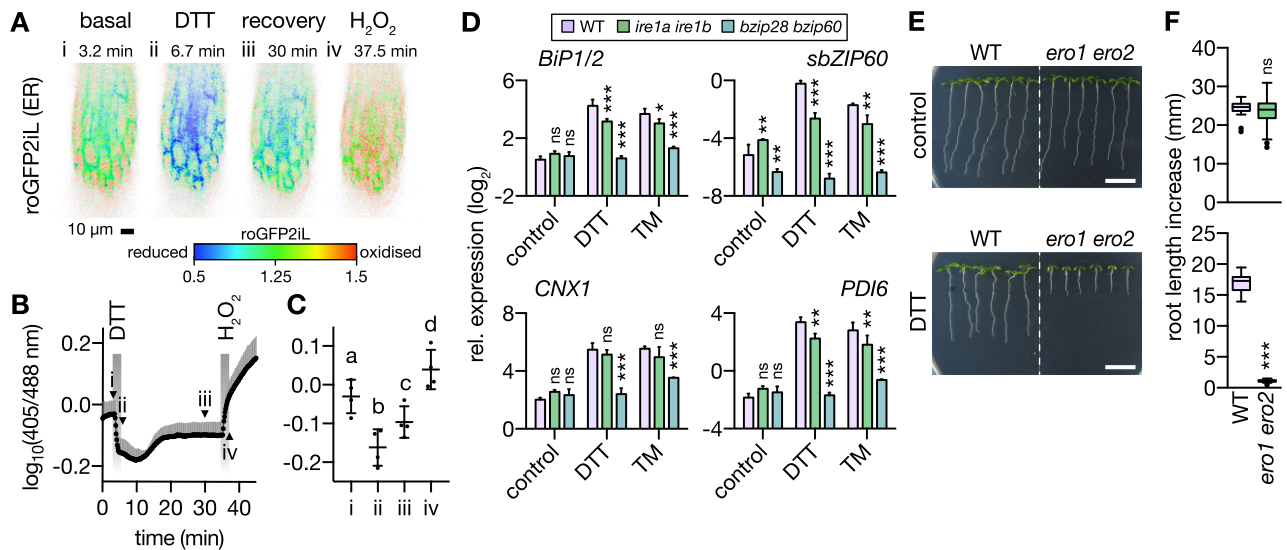 A
basal DTT recovery H₂O₂
i 3.2 min ii 6.7 min iii 30 min iv 37.5 min
roGFP2iL (ER)
10 µm
roGFP2iL
reduced oxidised
0.5 1.25 1.5
B
DTT
H₂O₂
i
ii
iii
iv
log₁₀(405/488 nm)
0.2
0.0
-0.2
0 10 20 30 40
time (min)
C
a
b
c
d
0.1
0.0
-0.1
-0.2
i ii iii iv
D
WT ire1a ire1b bzip28 bzip60
rel. expression (log₂)
BiP1/2
6
2
-2
ns ns *** *** * ***
control DTT TM
sbZIP60
0
-4
-8
** ** *** *** ** ***
control DTT TM
CNX1
8
4
0
ns ns ns *** ns ***
control DTT TM
PDI6
4
0
-4
ns ns ** *** ** ***
control DTT TM
E
WT ero1 ero2
control
WT ero1 ero2
DTT
F
root length increase (mm)
40
30
20
10
0
ns
25
20
15
10
5
0
***
WT
ero1 ero2